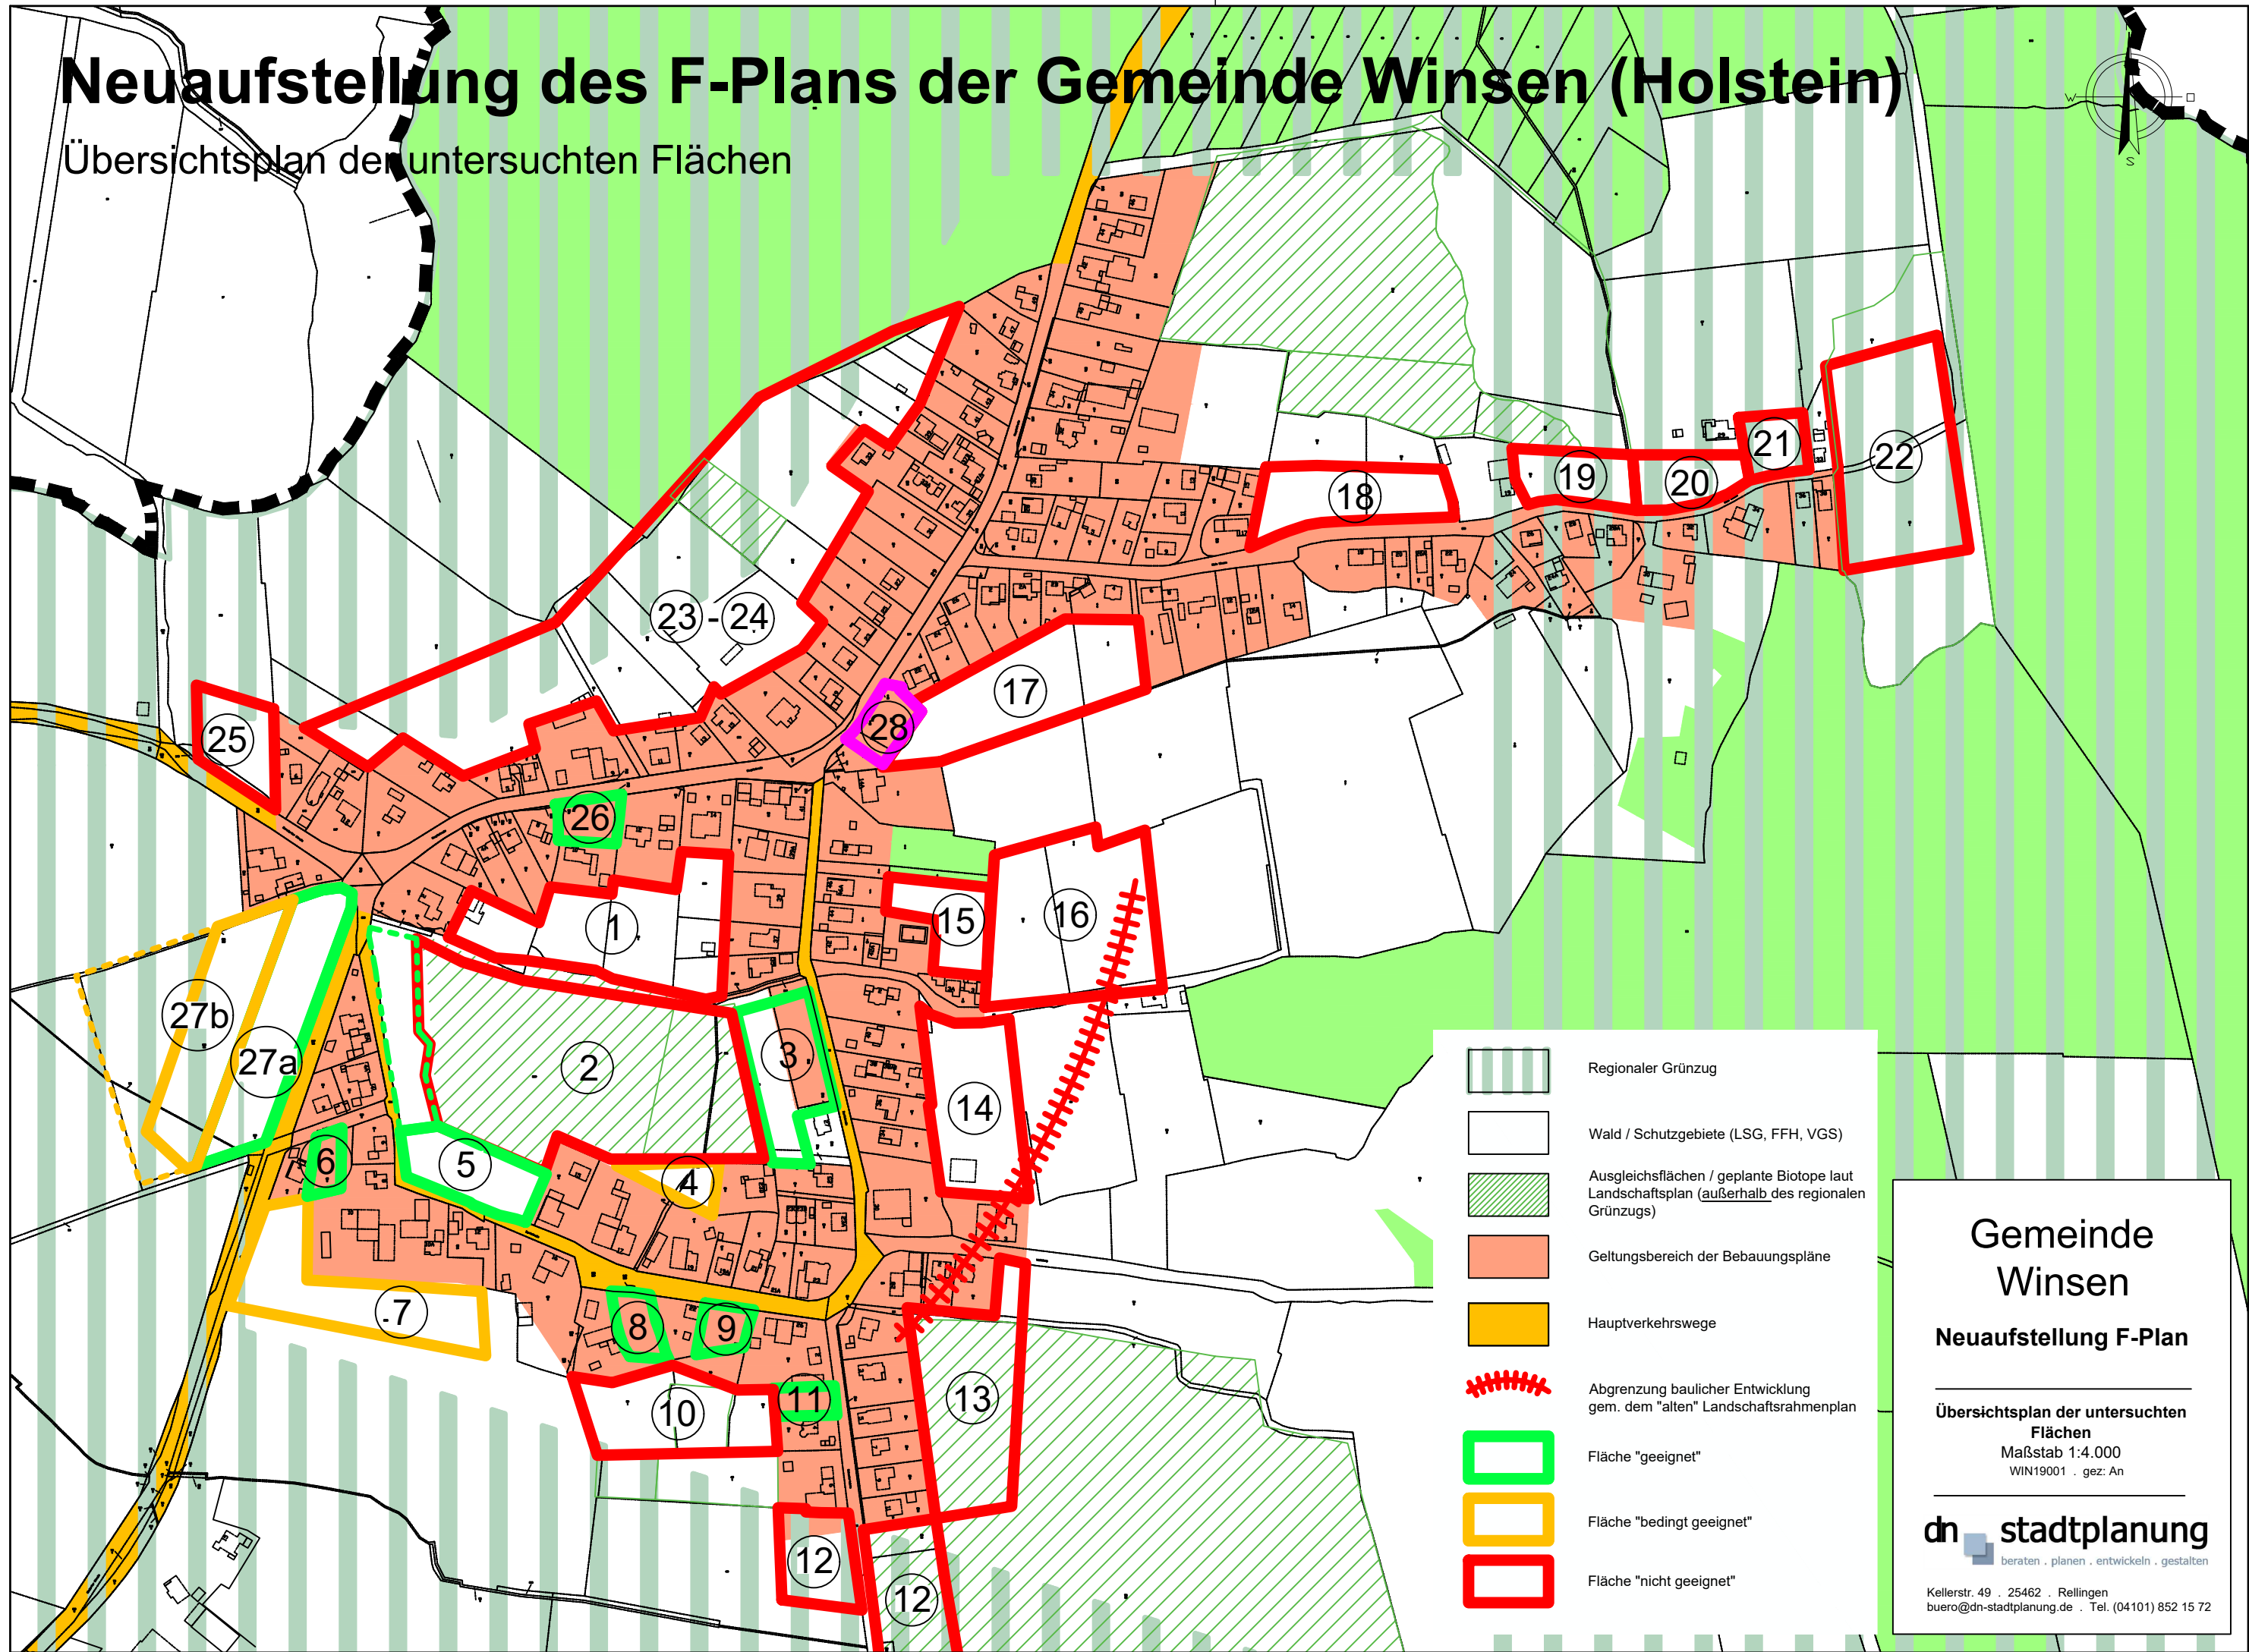 Neuaufstellung des F-Plans der Gemeinde Winsen (Holstein)
Übersichtsplan der untersuchten Flächen
W
S
18
19
20
21
22
23 - 24
17
25
28
26
1
15
16
27b
27a
2
3
14
6
5
4
7
8
9
10
11
13
12
12
Regionaler Grünzug
Wald / Schutzgebiete (LSG, FFH, VGS)
Ausgleichsflächen / geplante Biotope laut
Landschaftsplan (außerhalb des regionalen
Grünzugs)
Geltungsbereich der Bebauungspläne
Hauptverkehrswege
Abgrenzung baulicher Entwicklung
gem. dem "alten" Landschaftsrahmenplan
Fläche "geeignet"
Fläche "bedingt geeignet"
Fläche "nicht geeignet"
Gemeinde
Winsen
Neuaufstellung F-Plan
Übersichtsplan der untersuchten
Flächen
Maßstab 1:4.000
WIN19001 . gez: An
dn stadtplanung
beraten . planen . entwickeln . gestalten
Kellerstr. 49 . 25462 . Rellingen
buero@dn-stadtplanung.de . Tel. (04101) 852 15 72